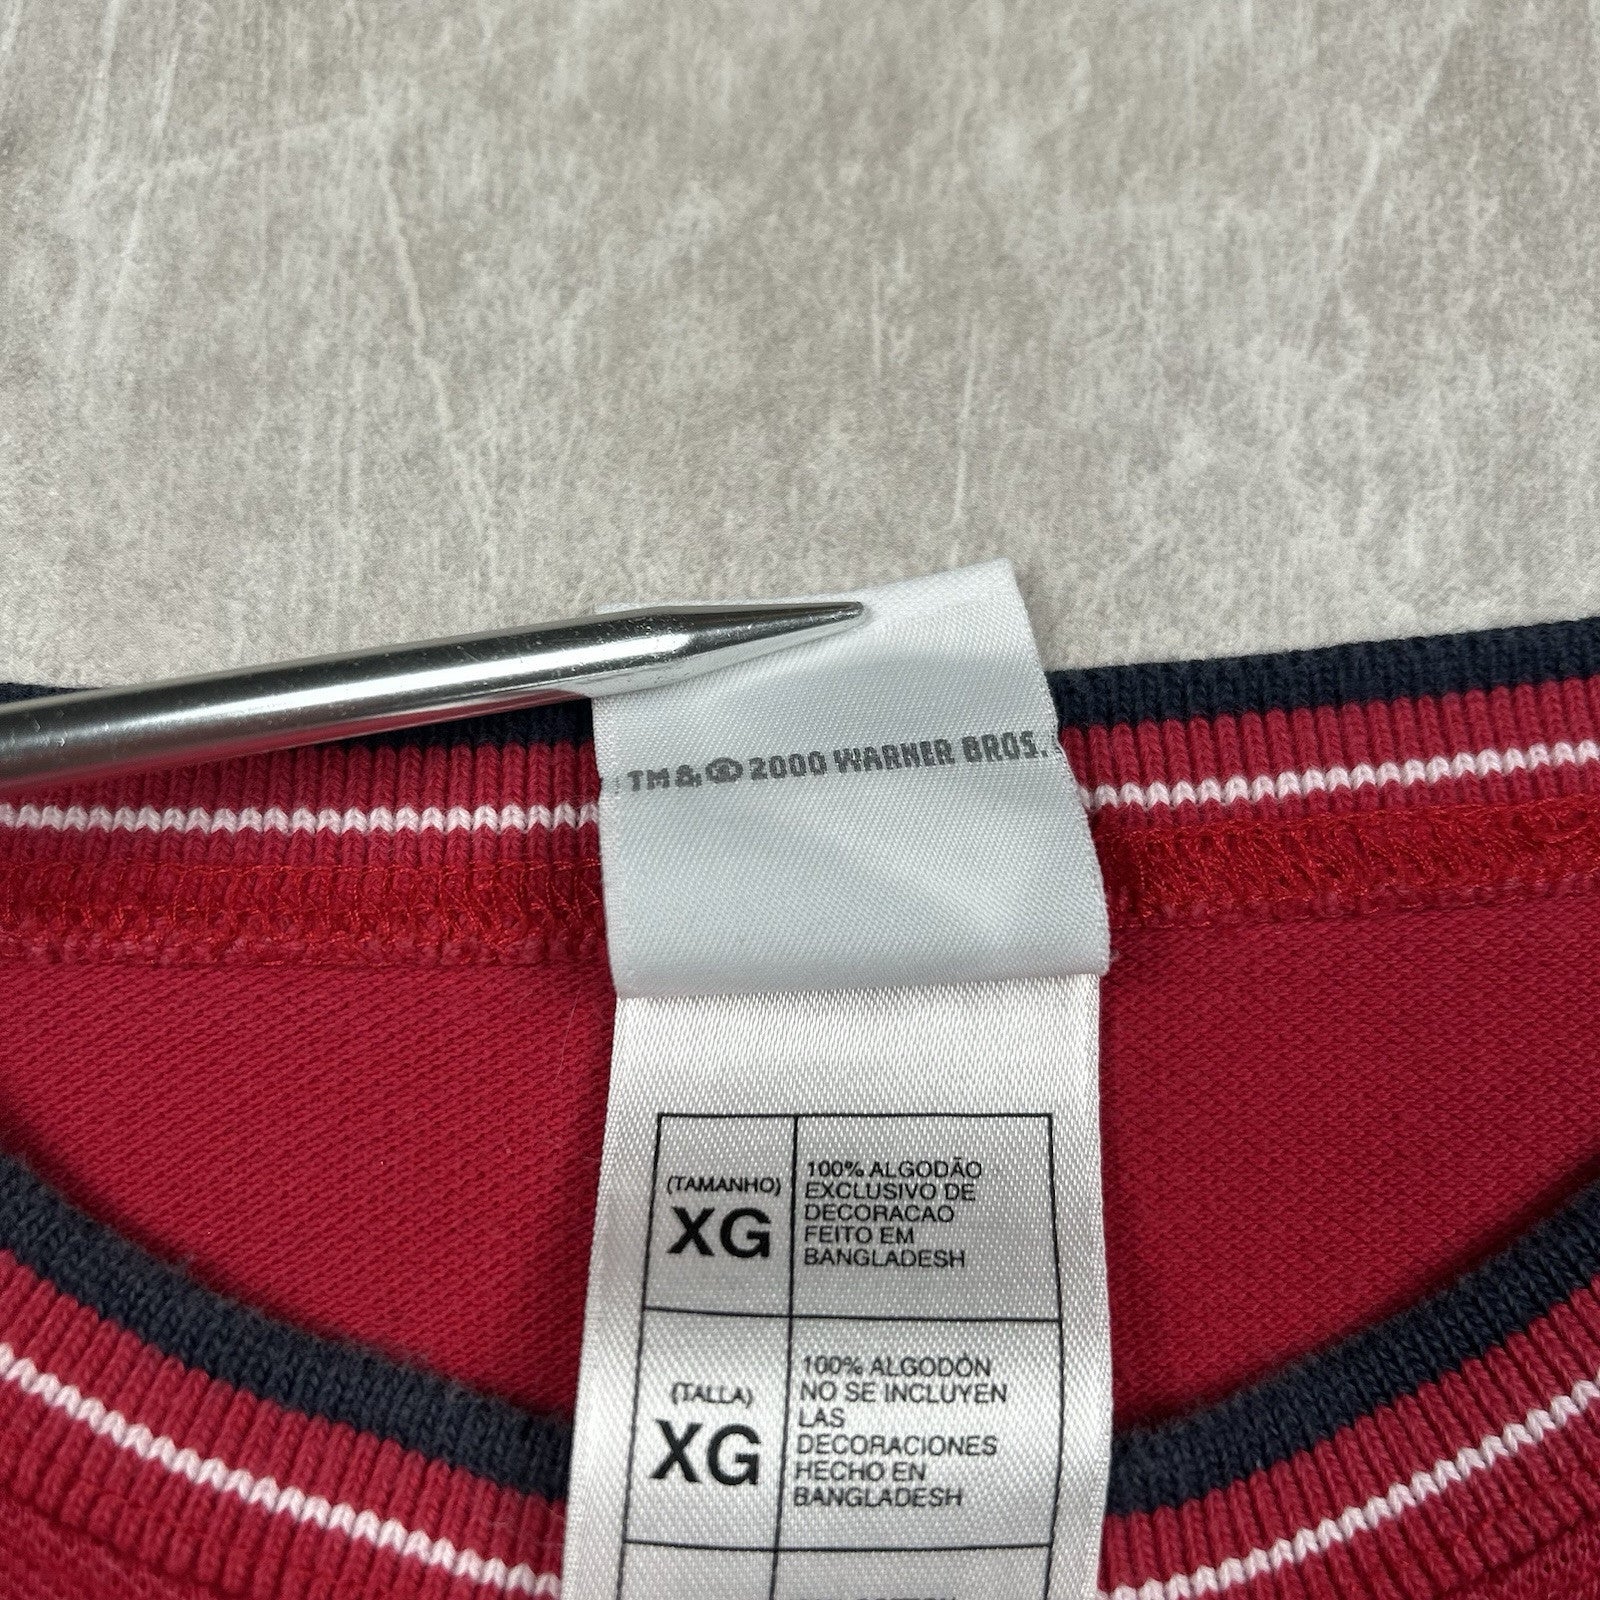 TM & © 2000 WARNER BROS.
(TAMANHO)
XG
100% ALGODÃO
EXCLUSIVO DE
DECORACAO
FEITO EM
BANGLADESH
(TALLA)
XG
100% ALGODÓN
NO SE INCLUYEN
LAS
DECORACIONES
HECHO EN
BANGLADESH